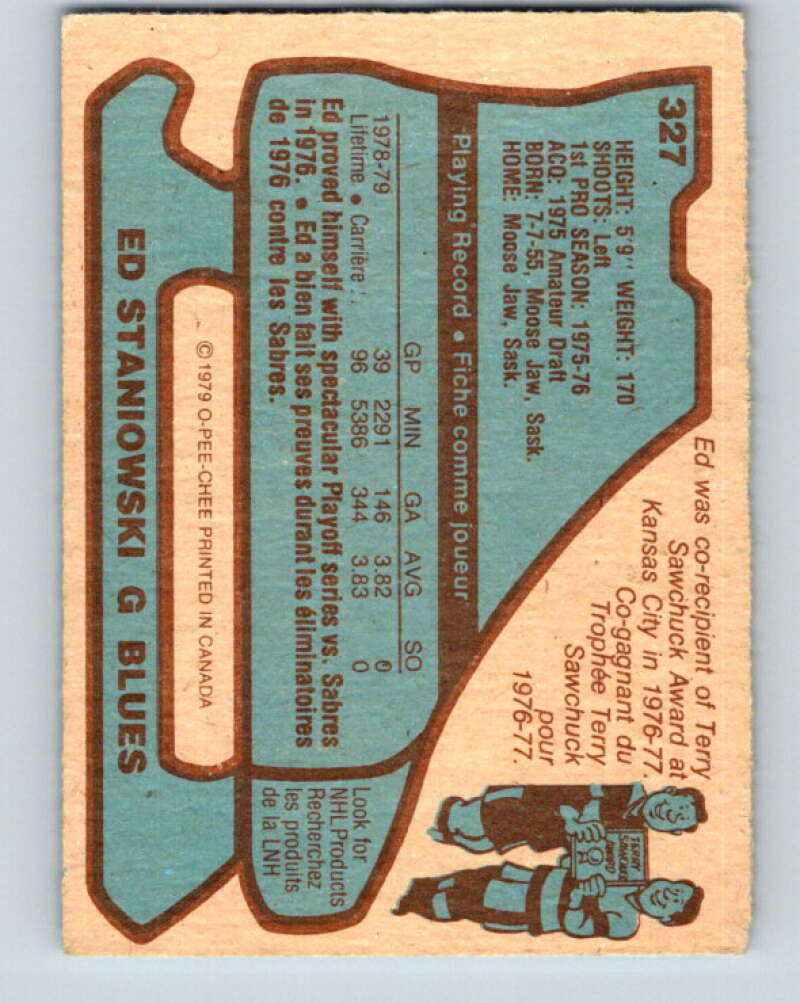 327
HEIGHT: 5'9" WEIGHT: 170
SHOOTS: Left
1st PRO SEASON: 1975-76
ACQ: 1975 Amateur Draft
BORN: 7-7-55, Moose Jaw, Sask.
HOME: Moose Jaw, Sask.
Ed was co-recipient of Terry
Sawchuck Award at
Kansas City in 1976-77.
Co-gagnant du
Trophée Terry
Sawchuck
pour
1976-77.
TERRY
SAWCHUK
AWARD
Playing Record • Fiche comme joueur
GP MIN GA AVG SO
1978-79 39 2291 146 3.82 0
Lifetime • Carrière : 96 5386 344 3.83 0
Ed proved himself with spectacular Playoff series vs. Sabres
in 1976. • Ed a bien fait ses preuves durant les éliminatoires
de 1976 contre les Sabres.
Look for
NHL Products
Recherchez
les produits
de la LNH
© 1979 O-PEE-CHEE PRINTED IN CANADA
ED STANIOWSKI G BLUES